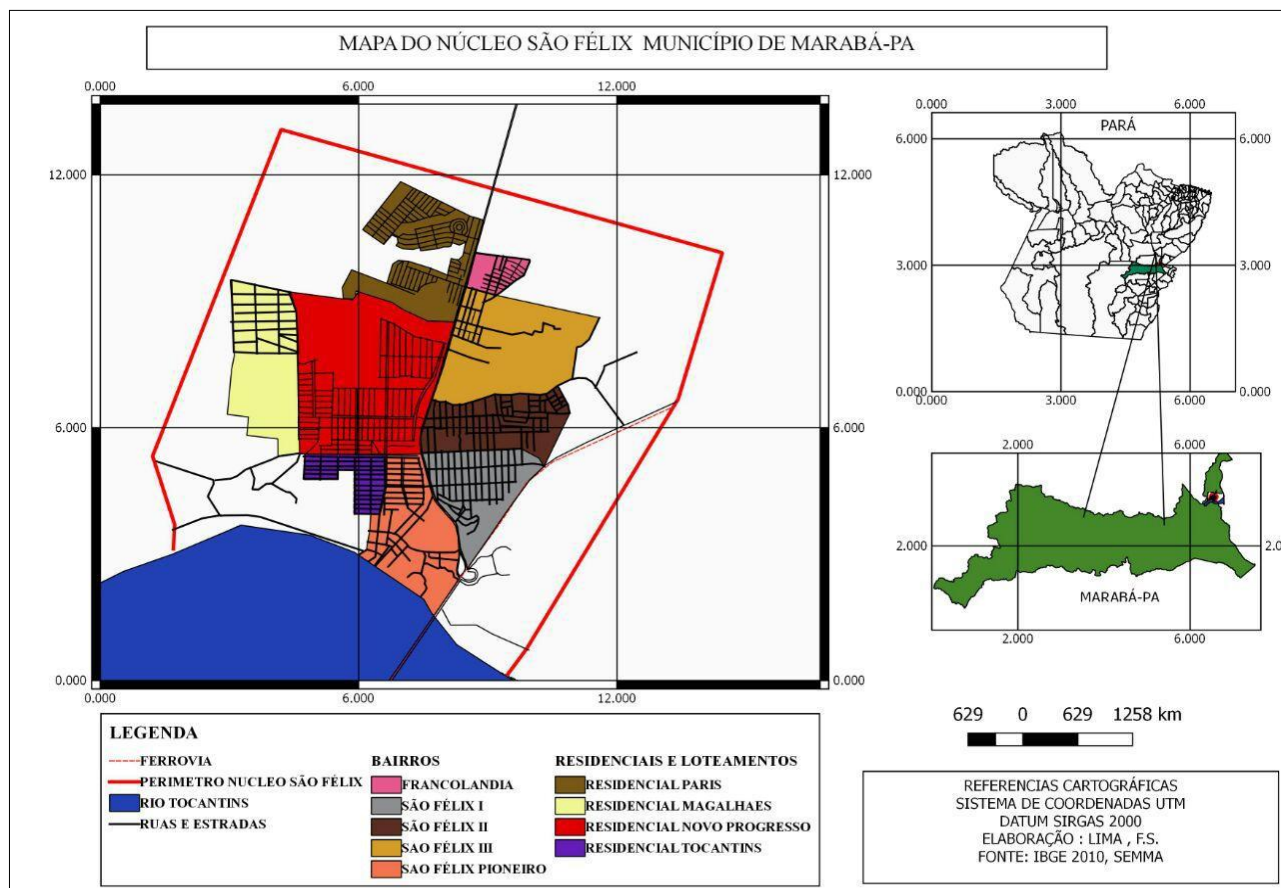 MAPA DO NÚCLEO SÃO FÉLIX MUNICÍPIO DE MARABÁ-PA
0.000 6.000 12.000
12.000 12.000
6.000 6.000
0.000 0.000
0.000 6.000 12.000
0.000 3.000 6.000
PARÁ
6.000 6.000
3.000 3.000
0.000 0.000
0.000 3.000 6.000
2.000 6.000
2.000 2.0
MARABÁ-PA
2.000 6.000
629 0 629 1258 km
LEGENDA
FERROVIA
PERIMETRO NUCLEO SÃO FÉLIX
RIO TOCANTINS
RUAS E ESTRADAS
BAIRROS
FRANCOLANDIA
SÃO FÉLIX I
SÃO FÉLIX II
SAO FÉLIX III
SAO FÉLIX PIONEIRO
RESIDENCIAIS E LOTEAMENTOS
RESIDENCIAL PARIS
RESIDENCIAL MAGALHAES
RESIDENCIAL NOVO PROGRESSO
RESIDENCIAL TOCANTINS
REFERENCIAS CARTOGRÁFICAS
SISTEMA DE COORDENADAS UTM
DATUM SIRGAS 2000
ELABORAÇÃO : LIMA , F.S.
FONTE: IBGE 2010, SEMMA